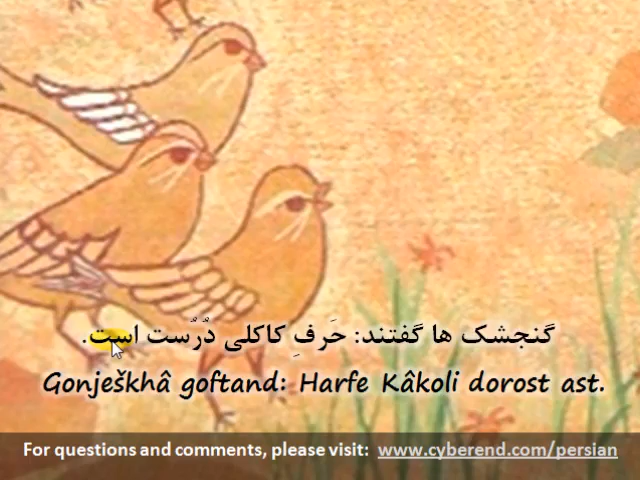 گنجشک ها گفتند: حَرفِ کاکلی دُرُست است.
Gonješkhâ goftand: Harfe Kâkoli dorost ast.
For questions and comments, please visit: www.cyberend.com/persian